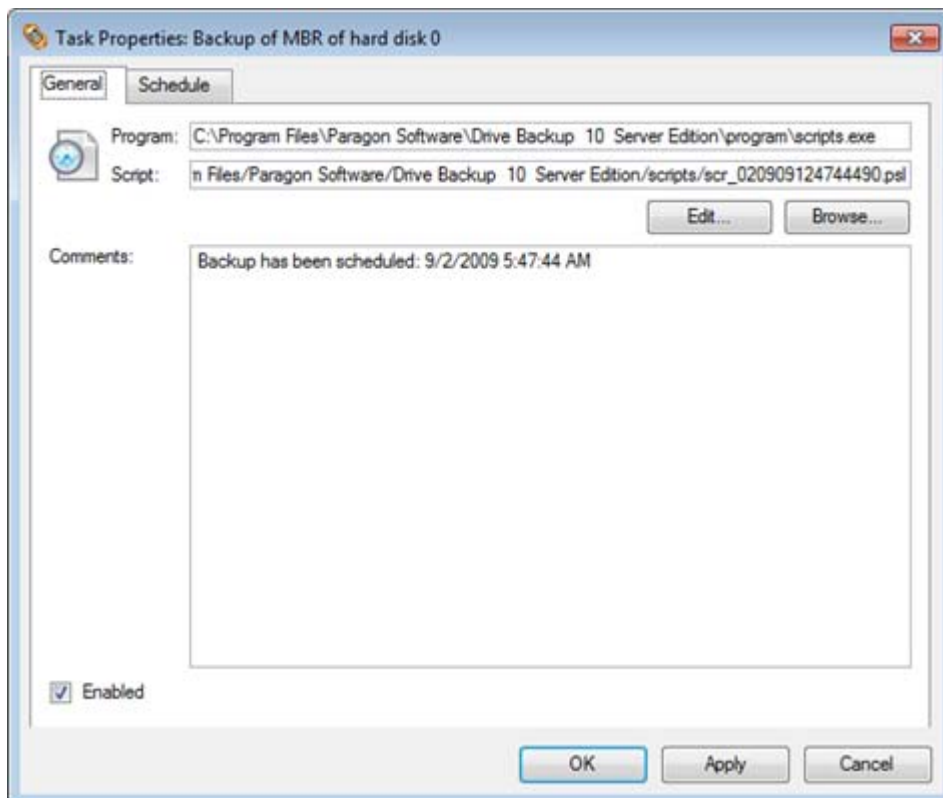 Task Properties: Backup of MBR of hard disk 0
General Schedule
Program: C:\Program Files\Paragon Software\Drive Backup  10  Server Edition\program\scripts.exe
Script: n Files/Paragon Software/Drive Backup  10  Server Edition/scripts/scr_020909124744490.psl
Edit... Browse...
Comments: Backup has been scheduled: 9/2/2009 5:47:44 AM
Enabled
OK Apply Cancel